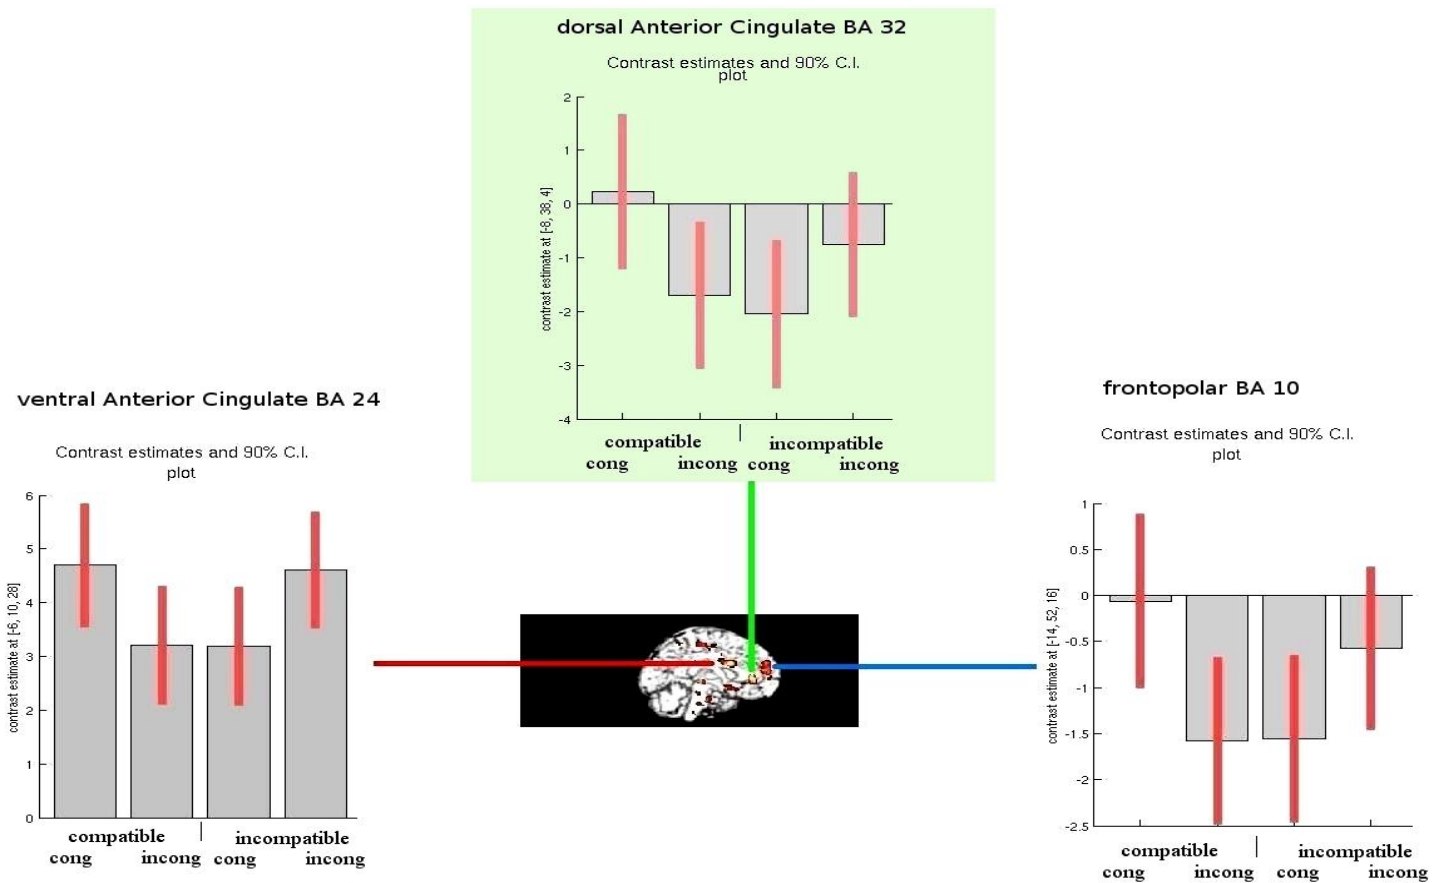 dorsal Anterior Cingulate BA 32
Contrast estimates and 90% C.I.
plot
2
1
0
-1
-2
-3
-4
contrast estimate at [-8, 38, 4]
compatible | incompatible
cong incong cong incong
ventral Anterior Cingulate BA 24
Contrast estimates and 90% C.I.
plot
6
5
4
3
2
1
0
contrast estimate at [-6, 10, 28]
compatible | incompatible
cong incong cong incong
frontopolar BA 10
Contrast estimates and 90% C.I.
plot
1
0.5
0
-0.5
-1
-1.5
-2
-2.5
contrast estimate at [-14, 52, 16]
compatible | incompatible
cong incong cong incong